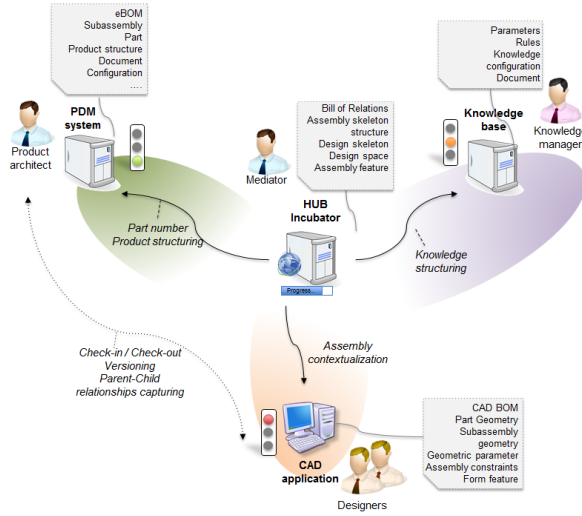 eBOM
Subassembly
Part
Product structure
Document
Configuration
....
PDM
system
Product
architect
Bill of Relations
Assembly skeleton
structure
Design skeleton
Design space
Assembly feature
Mediator
HUB
Incubator
Progress...
Parameters
Rules
Knowledge
configuration
Document
Knowledge
base
Knowledge
manager
Part number
Product structuring
Knowledge
structuring
Check-in / Check-out
Versioning
Parent-Child
relationships capturing
Assembly
contextualization
CAD
application
Designers
CAD BOM
Part Geometry
Subassembly
geometry
Geometric parameter
Assembly constraints
Form feature